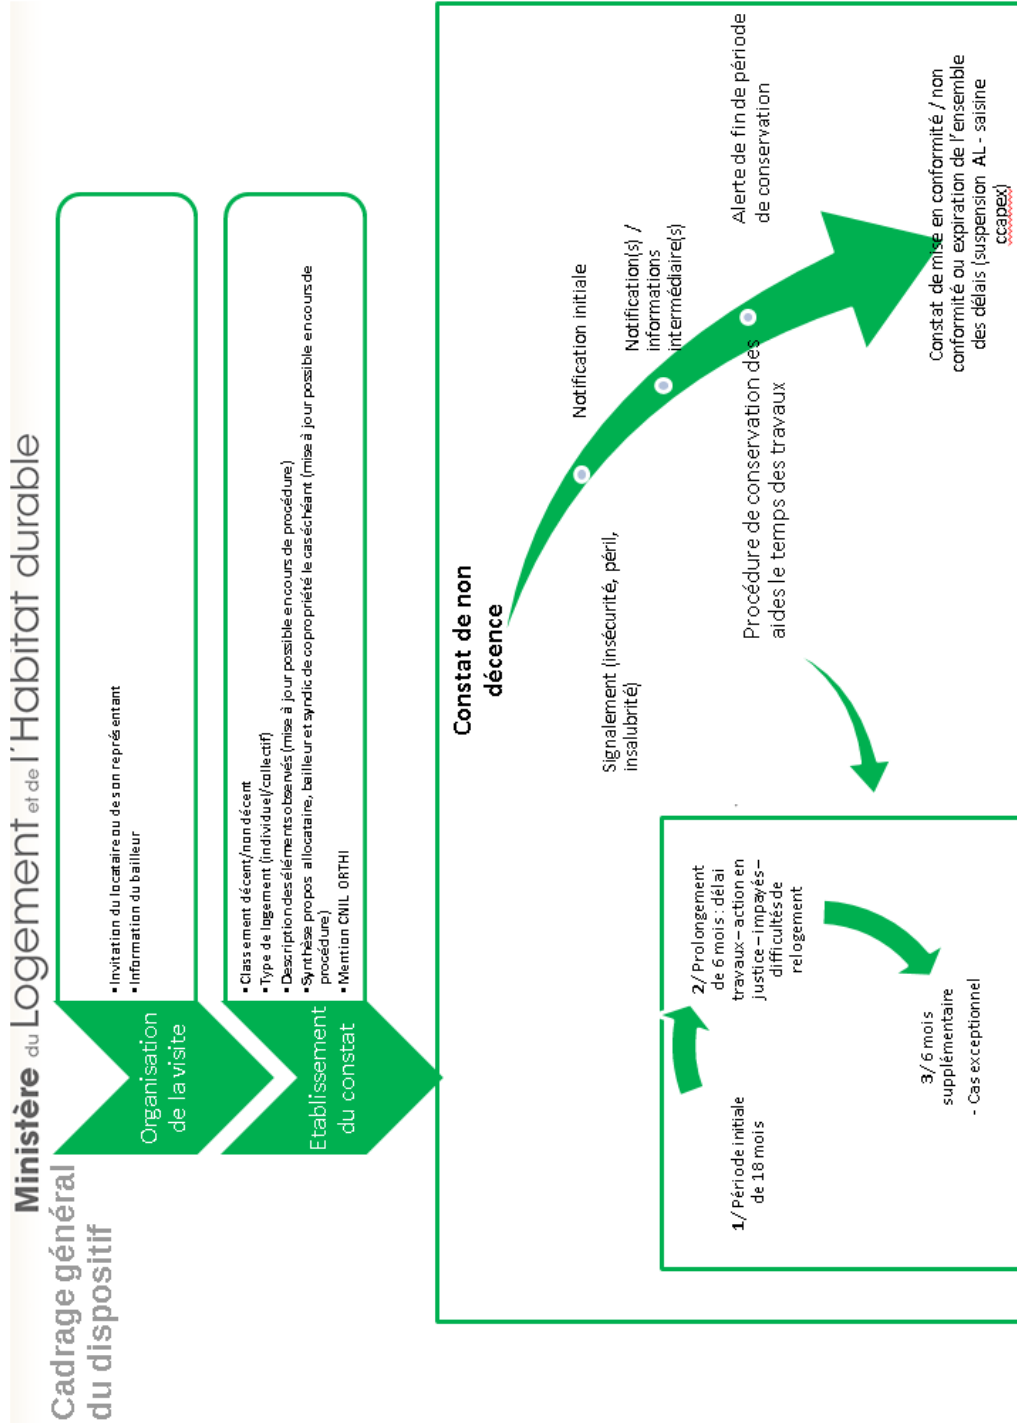 Ministère du Logement et de l'Habitat durable
Cadrage général
du dispositif
Organisation
de la visite
▪ Invitation du locataire ou de son représentant
▪ Information du bailleur
Etablissement
du constat
▪ Classement décent/non décent
▪ Type de logement (individuel/collectif)
▪ Description des éléments observés (mise à jour possible en cours de procédure)
▪ Synthèse propos allocataire, bailleur et syndic de copropriété le cas échéant (mise à jour possible en cours de
procédure)
▪ Mention CNIL ORTHI
Constat de non
décence
Notification initiale
Signalement (insécurité, péril,
insalubrité)
Notification(s) /
informations
intermédiaire(s)
Alerte de fin de période
de conservation
Procédure de conservation des
aides le temps des travaux
Constat de mise en conformité / non
conformité ou expiration de l'ensemble
des délais (suspension AL - saisine
ccapex)
1/ Période initiale
de 18 mois
2/ Prolongement
de 6 mois : délai
travaux – action en
justice – impayés –
difficultés de
relogement
3/ 6 mois
supplémentaire
- Cas exceptionnel